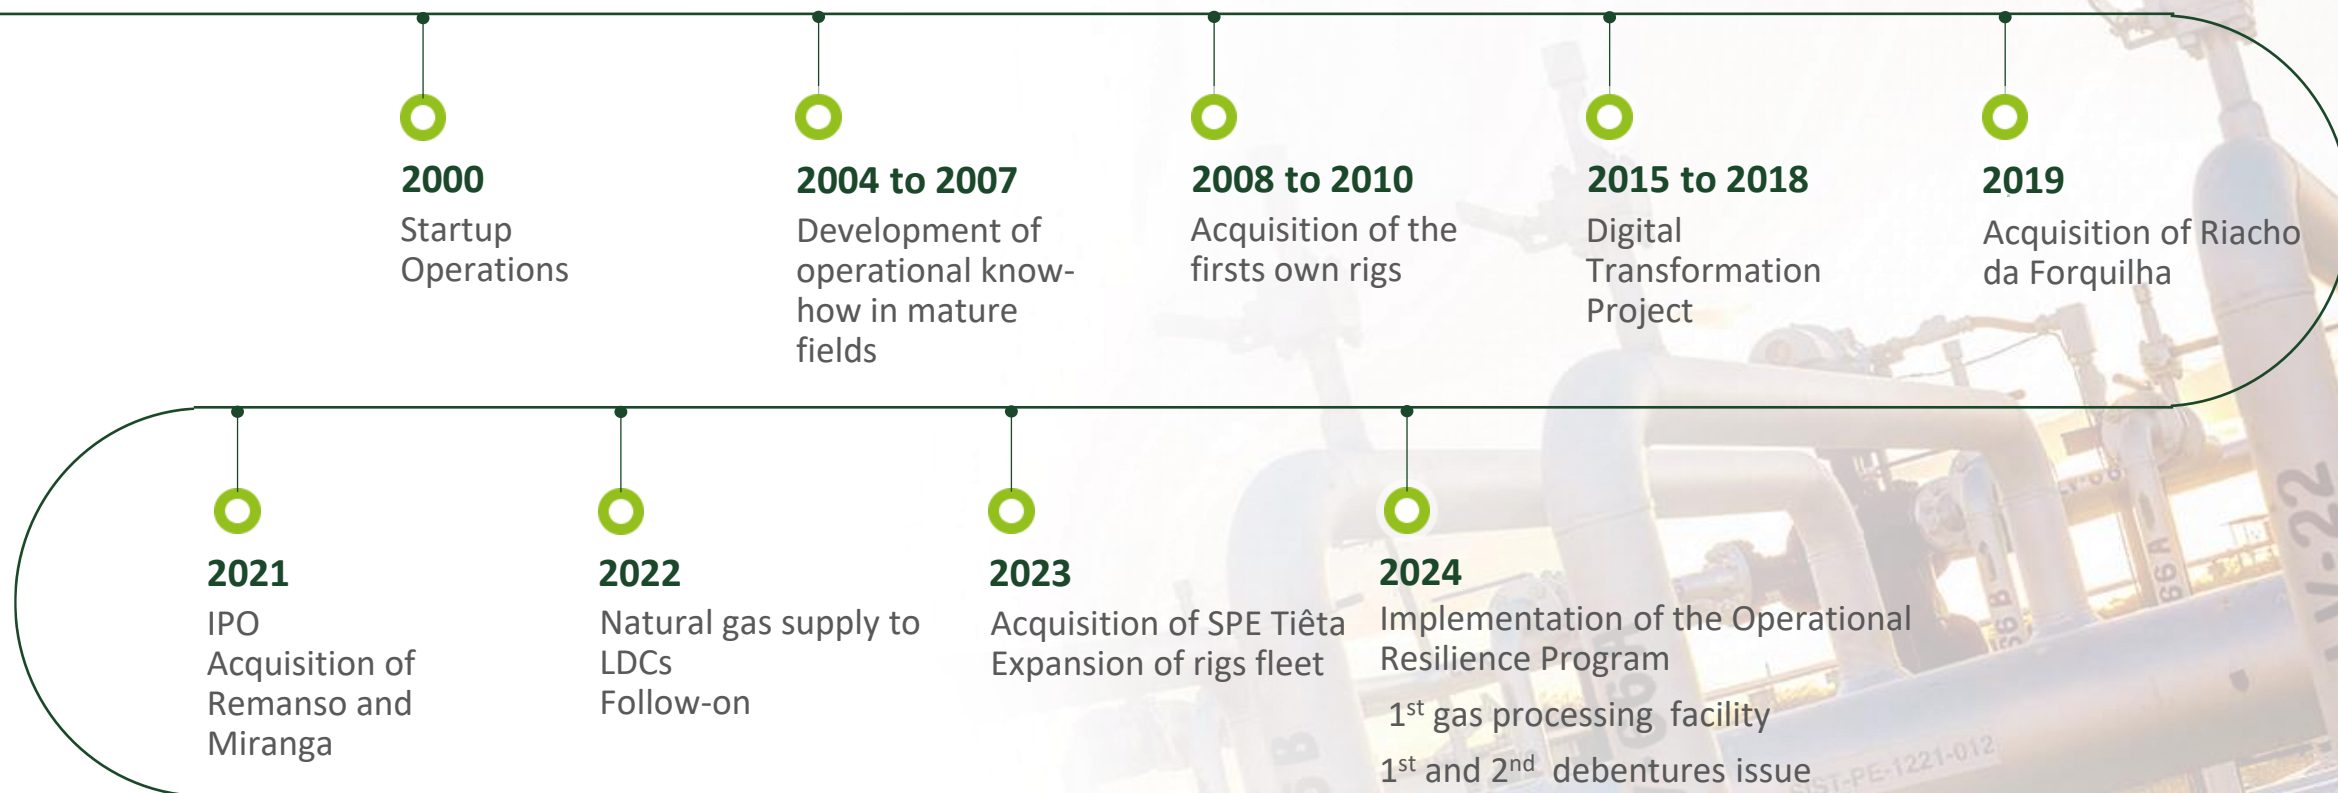 2000
Startup
Operations
2004 to 2007
Development of
operational know-
how in mature
fields
2008 to 2010
Acquisition of the
firsts own rigs
2015 to 2018
Digital
Transformation
Project
2019
Acquisition of Riacho
da Forquilha
2021
IPO
Acquisition of
Remanso and
Miranga
2022
Natural gas supply to
LDCs
Follow-on
2023
Acquisition of SPE Tiêta
Expansion of rigs fleet
2024
Implementation of the Operational
Resilience Program
1st gas processing facility
1st and 2nd debentures issue
66 A
66 B